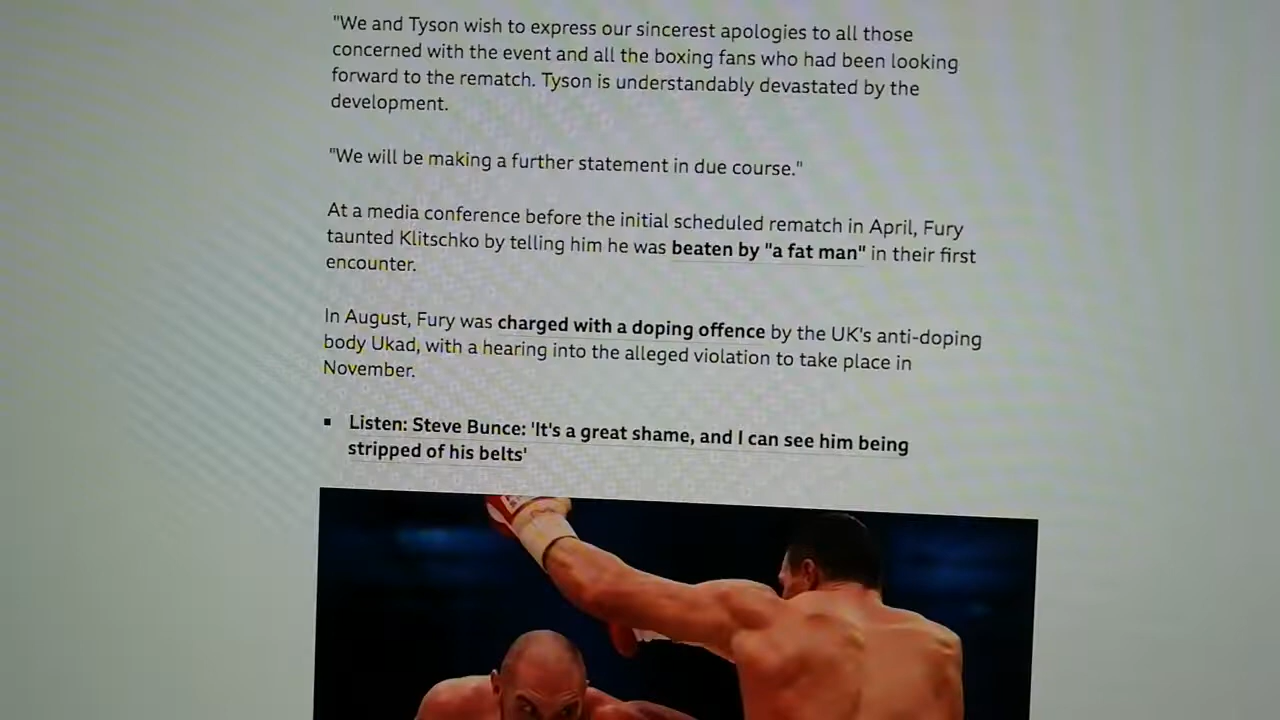 "We and Tyson wish to express our sincerest apologies to all those
concerned with the event and all the boxing fans who had been looking
forward to the rematch. Tyson is understandably devastated by the
development.
"We will be making a further statement in due course."
At a media conference before the initial scheduled rematch in April, Fury
taunted Klitschko by telling him he was beaten by "a fat man" in their first
encounter.
In August, Fury was charged with a doping offence by the UK's anti-doping
body Ukad, with a hearing into the alleged violation to take place in
November.
Listen: Steve Bunce: 'It's a great shame, and I can see him being
stripped of his belts'